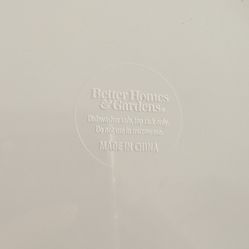 Better Homes
& Gardens®
Dishwasher safe, top rack only.
Do not use in microwave.
MADE IN CHINA